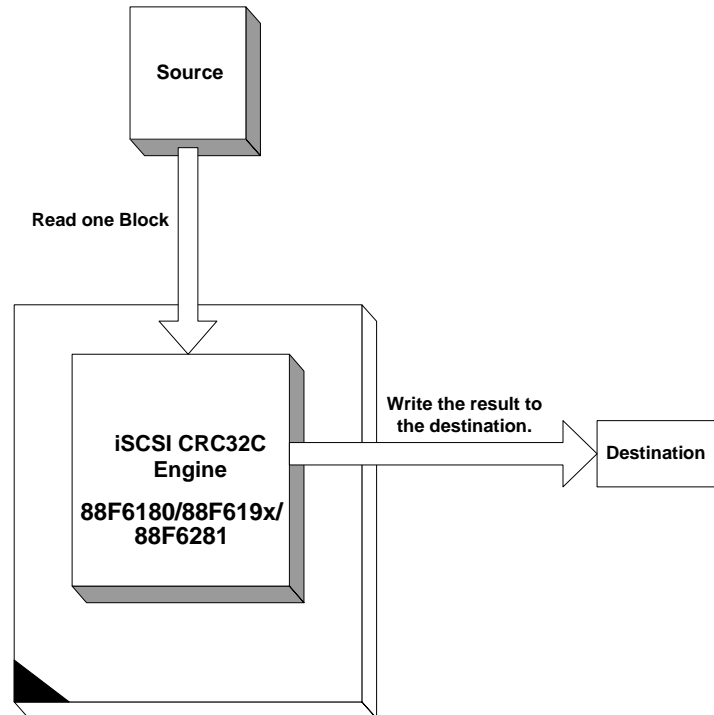 Source
Read one Block
Write the result to
the destination.
iSCSI CRC32C
Engine
88F6180/88F619x/
88F6281
Destination